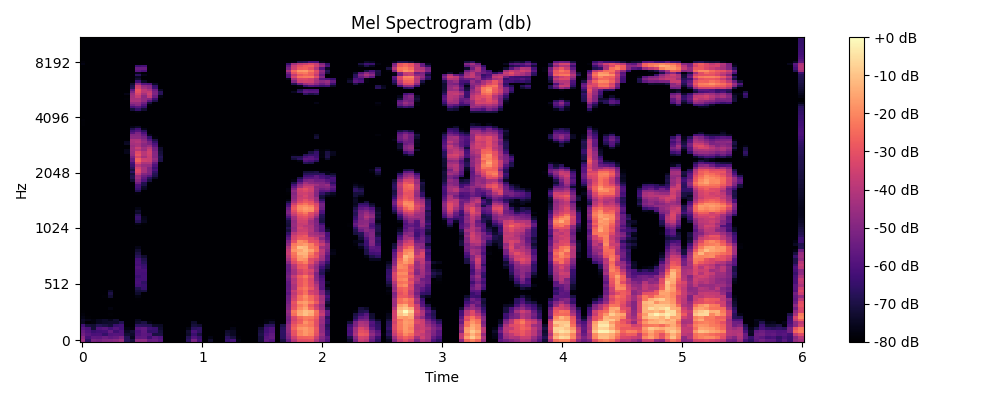 Mel Spectrogram (db)
8192
4096
2048
1024
512
0
Hz
0 1 2 3 4 5 6
Time
+0 dB
-10 dB
-20 dB
-30 dB
-40 dB
-50 dB
-60 dB
-70 dB
-80 dB